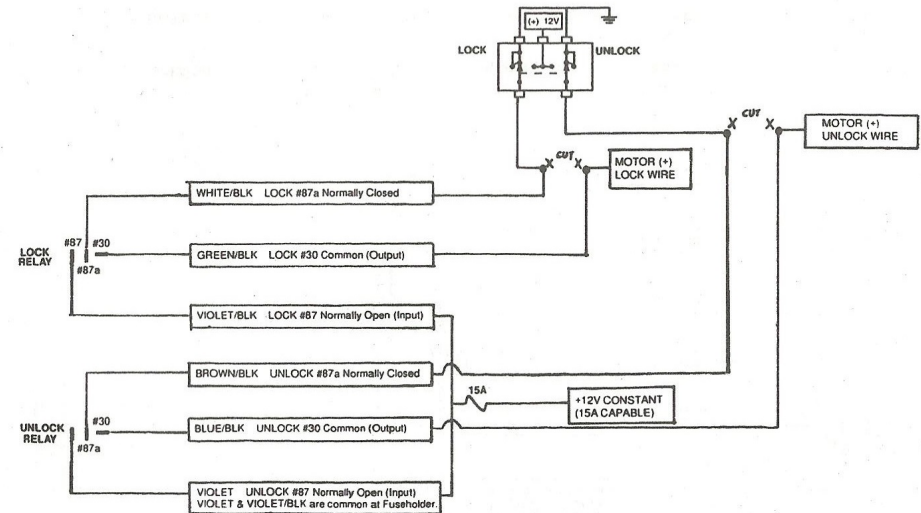 (+) 12V
LOCK
UNLOCK
CUT
X X
MOTOR (+)
UNLOCK WIRE
CUT
X X
MOTOR (+)
LOCK WIRE
WHITE/BLK LOCK #87a Normally Closed
#87
#30
LOCK
RELAY
#87a
GREEN/BLK LOCK #30 Common (Output)
VIOLET/BLK LOCK #87 Normally Open (Input)
BROWN/BLK UNLOCK #87a Normally Closed
15A
+12V CONSTANT
(15A CAPABLE)
#30
UNLOCK
RELAY
#87a
BLUE/BLK UNLOCK #30 Common (Output)
VIOLET UNLOCK #87 Normally Open (Input)
VIOLET & VIOLET/BLK are common at Fuseholder.